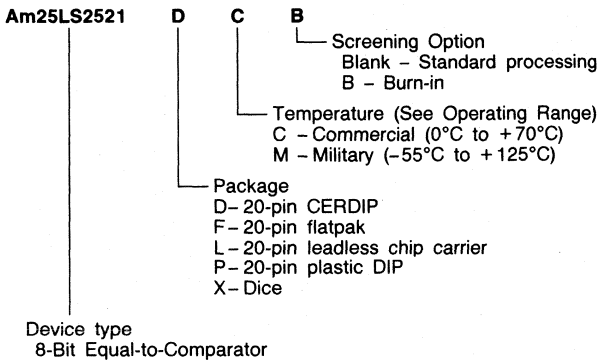 Am25LS2521 D C B
Screening Option
Blank – Standard processing
B – Burn-in
Temperature (See Operating Range)
C – Commercial (0°C to +70°C)
M – Military (–55°C to +125°C)
Package
D – 20-pin CERDIP
F – 20-pin flatpak
L – 20-pin leadless chip carrier
P – 20-pin plastic DIP
X – Dice
Device type
8-Bit Equal-to-Comparator